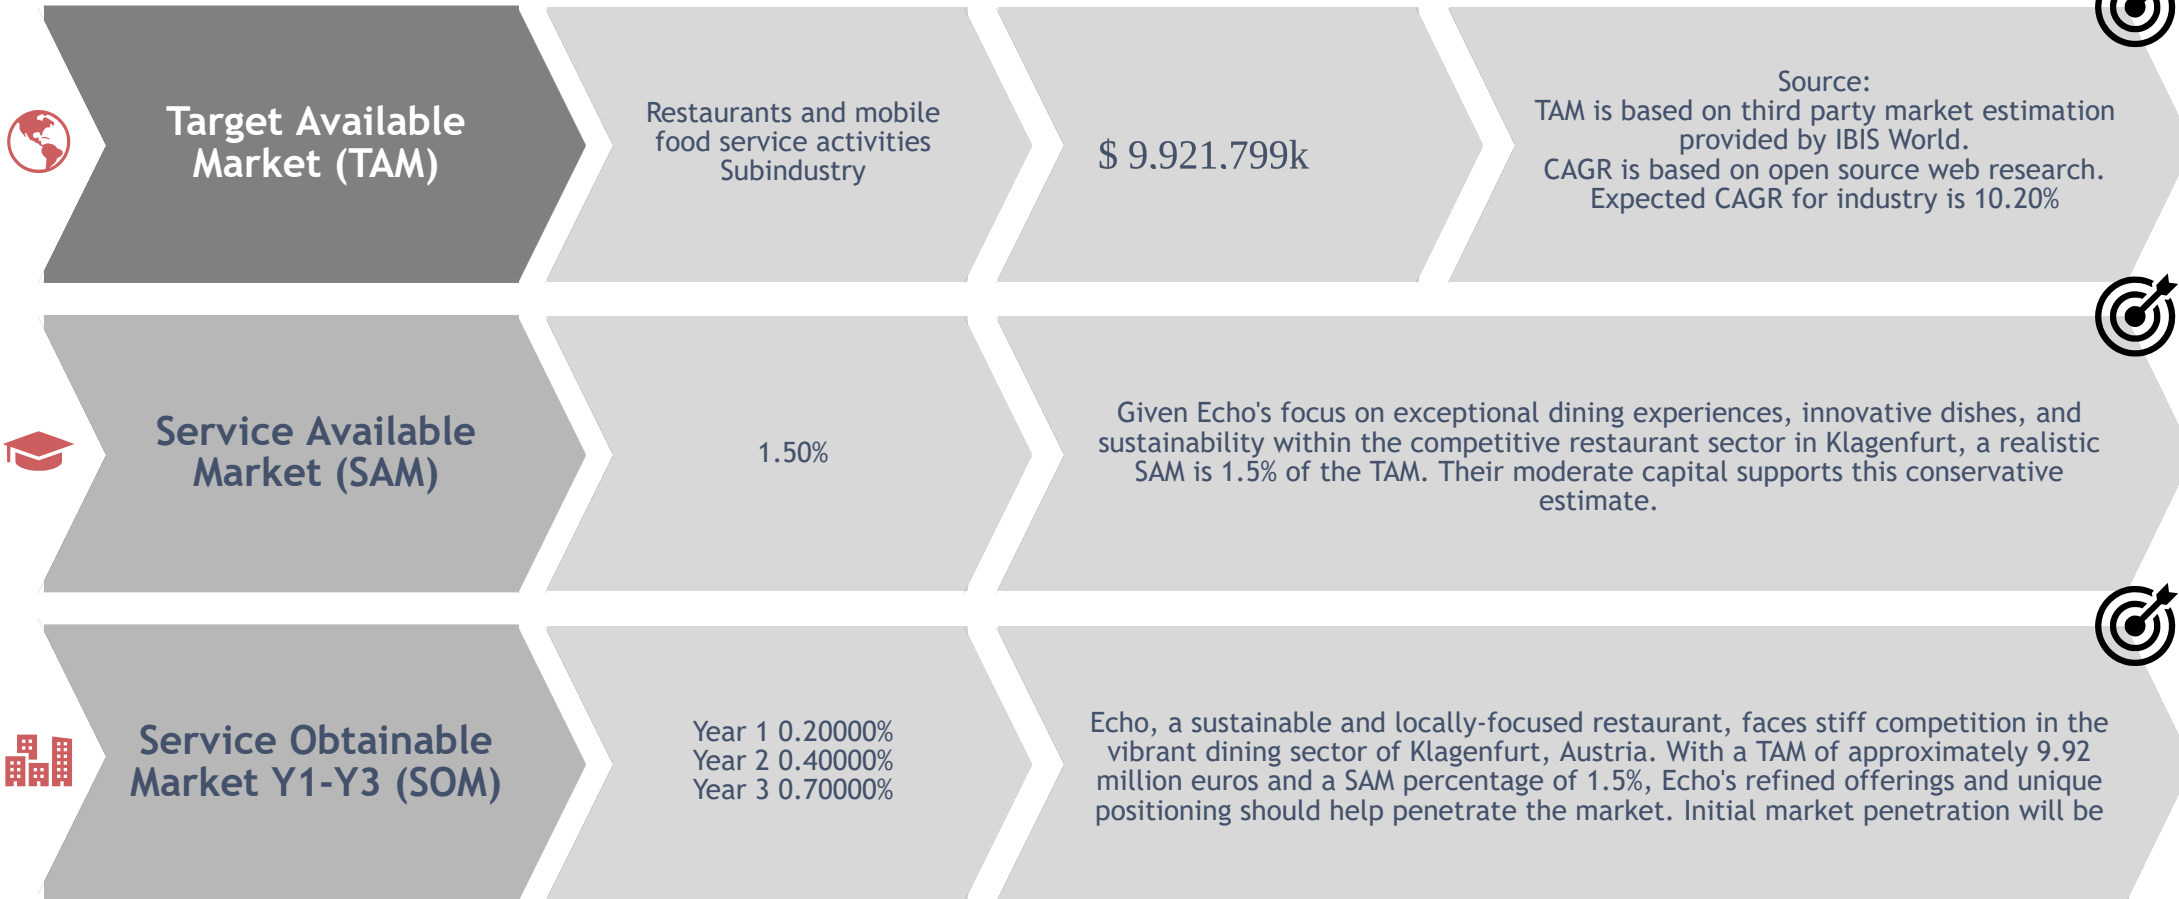 Target Available
Market (TAM)
Restaurants and mobile
food service activities
Subindustry
$ 9.921.799k
Source:
TAM is based on third party market estimation
provided by IBIS World.
CAGR is based on open source web research.
Expected CAGR for industry is 10.20%
Service Available
Market (SAM)
1.50%
Given Echo's focus on exceptional dining experiences, innovative dishes, and
sustainability within the competitive restaurant sector in Klagenfurt, a realistic
SAM is 1.5% of the TAM. Their moderate capital supports this conservative
estimate.
Service Obtainable
Market Y1-Y3 (SOM)
Year 1 0.20000%
Year 2 0.40000%
Year 3 0.70000%
Echo, a sustainable and locally-focused restaurant, faces stiff competition in the
vibrant dining sector of Klagenfurt, Austria. With a TAM of approximately 9.92
million euros and a SAM percentage of 1.5%, Echo's refined offerings and unique
positioning should help penetrate the market. Initial market penetration will be